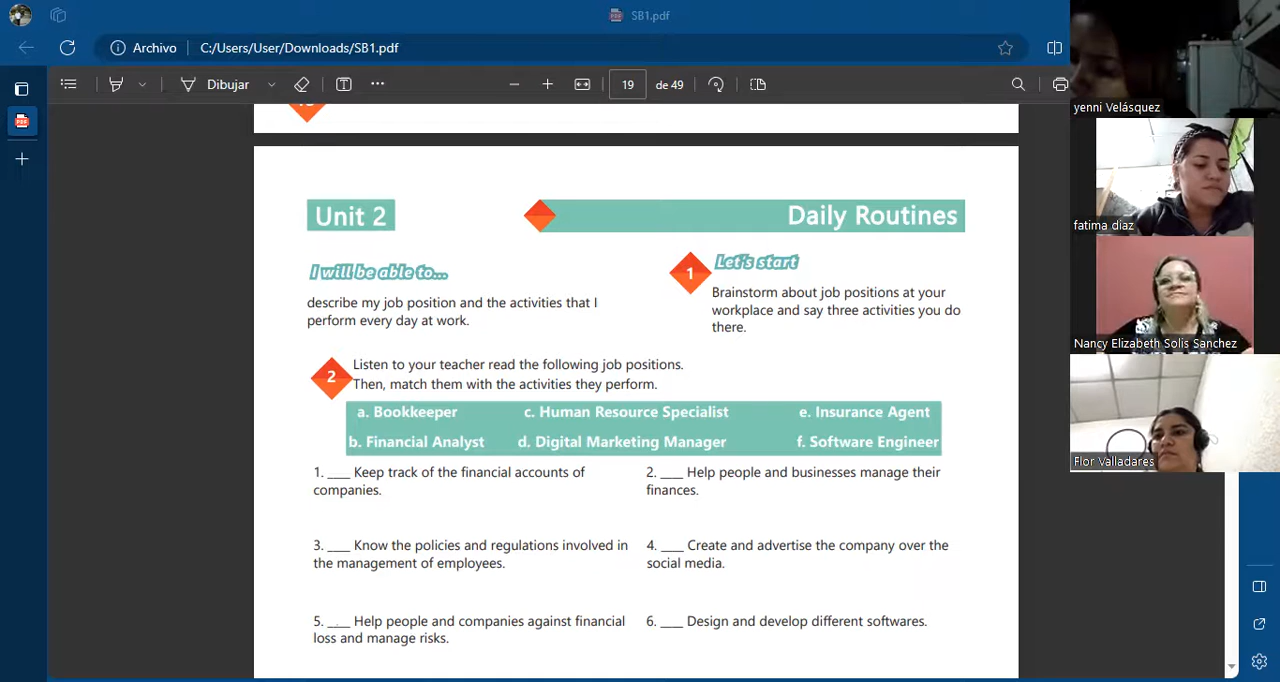 SB1.pdf
Archivo C:/Users/User/Downloads/SB1.pdf
Dibujar 19 de 49
Unit 2 Daily Routines
I will be able to...
describe my job position and the activities that I
perform every day at work.
1 Let's start
Brainstorm about job positions at your
workplace and say three activities you do
there.
2 Listen to your teacher read the following job positions.
Then, match them with the activities they perform.
a. Bookkeeper c. Human Resource Specialist e. Insurance Agent
b. Financial Analyst d. Digital Marketing Manager f. Software Engineer
1. ___ Keep track of the financial accounts of
companies.
2. ___ Help people and businesses manage their
finances.
3. ___ Know the policies and regulations involved in
the management of employees.
4. ___ Create and advertise the company over the
social media.
5. ___ Help people and companies against financial
loss and manage risks.
6. ___ Design and develop different softwares.
yenni Velásquez
fatima diaz
Nancy Elizabeth Solis Sanchez
Flor Valladares